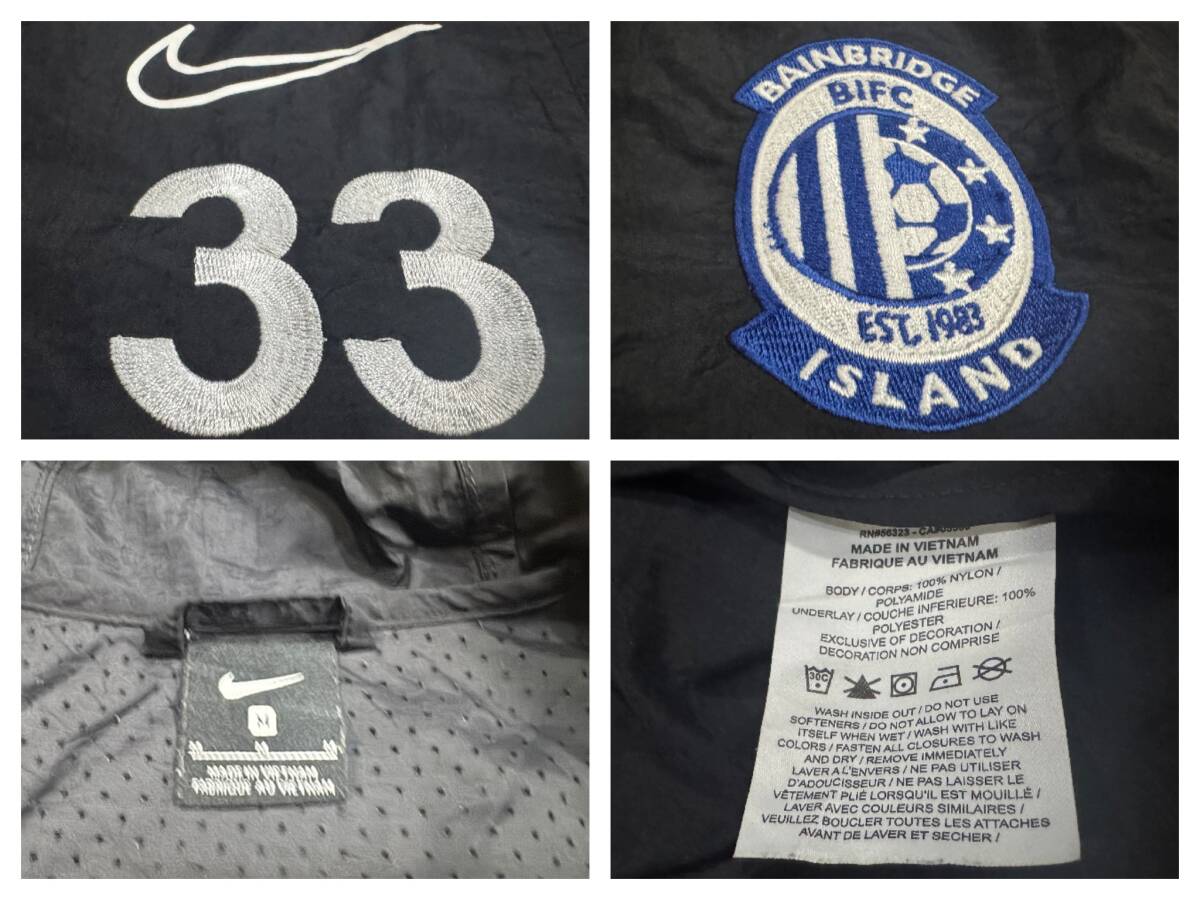 33
BAINBRIDGE
BIFC
EST. 1983
ISLAND
M
MADE IN VIETNAM
FABRIQUE AU VIETNAM
MADE IN VIETNAM
FABRIQUE AU VIETNAM
BODY / CORPS: 100% NYLON /
POLYAMIDE
UNDERLAY / COUCHE INFERIEURE: 100%
POLYESTER
EXCLUSIVE OF DECORATION /
DECORATION NON COMPRISE
30C
WASH INSIDE OUT / DO NOT USE
SOFTENERS / DO NOT ALLOW TO LAY ON
ITSELF WHEN WET / WASH WITH LIKE
COLORS / FASTEN ALL CLOSURES TO WASH
AND DRY / REMOVE IMMEDIATELY
LAVER A L'ENVERS / NE PAS UTILISER
D'ADOUCISSEUR / NE PAS LAISSER LE
VÊTEMENT PLIÉ LORSQU'IL EST MOUILLÉ /
LAVER AVEC COULEURS SIMILAIRES /
VEUILLEZ BOUCLER TOUTES LES ATTACHES
AVANT DE LAVER ET SECHER /